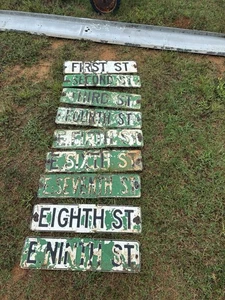 FIRST ST
SECOND ST
THIRD ST
FOURTH ST
E FIFTH ST
E SIXTH ST
E SEVENTH ST
EIGHTH ST
E NINTH ST